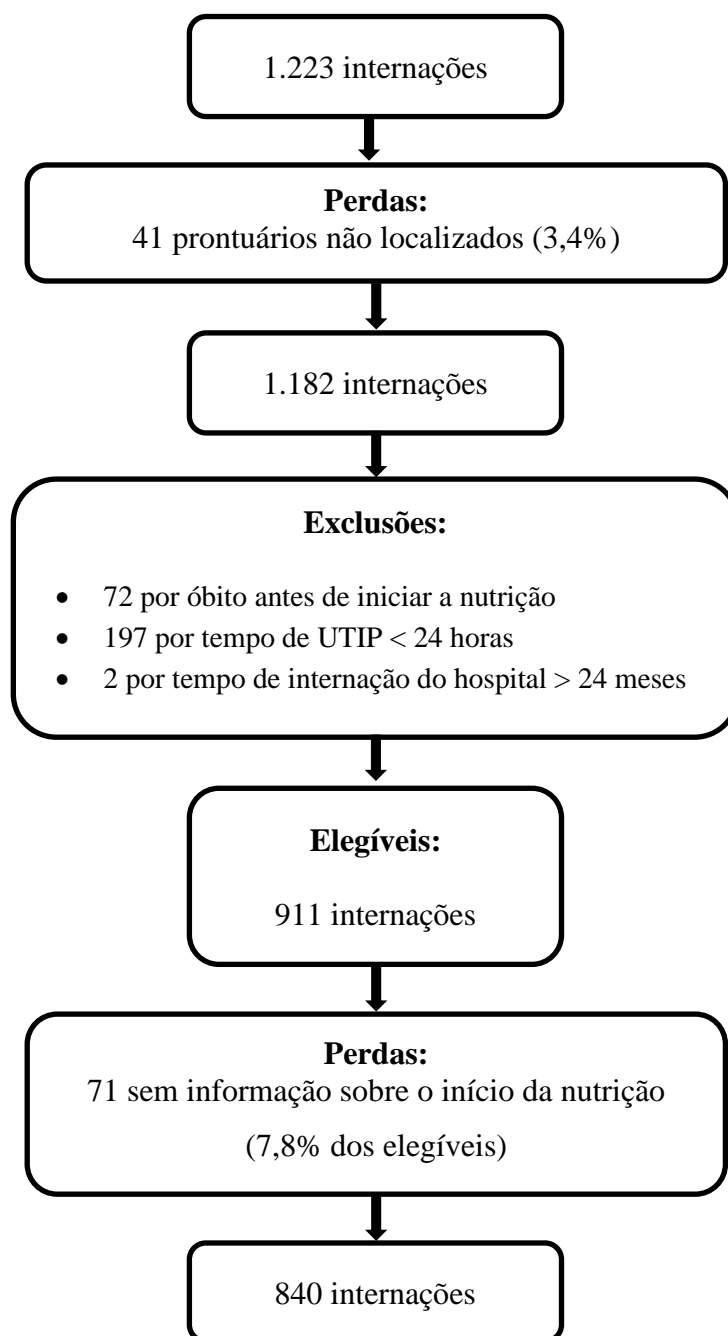 1.223 internações
Perdas:
41 prontuários não localizados (3,4%)
1.182 internações
Exclusões:
• 72 por óbito antes de iniciar a nutrição
• 197 por tempo de UTIP < 24 horas
• 2 por tempo de internação do hospital > 24 meses
Elegíveis:
911 internações
Perdas:
71 sem informação sobre o início da nutrição
(7,8% dos elegíveis)
840 internações